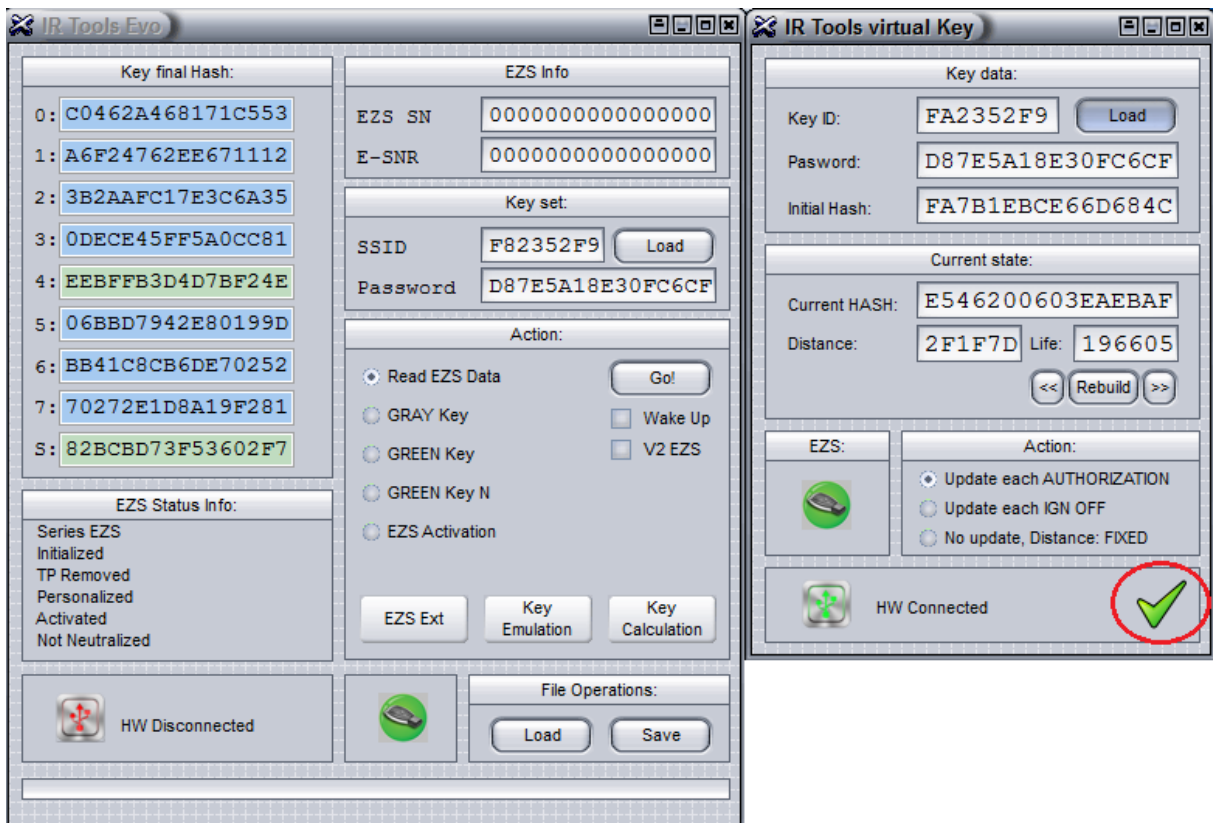 IR Tools Evo
Key final Hash:
0: C0462A468171C553
1: A6F24762EE671112
2: 3B2AAFC17E3C6A35
3: 0DECE45FF5A0CC81
4: EEBFFB3D4D7BF24E
5: 06BBD7942E80199D
6: BB41C8CB6DE70252
7: 70272E1D8A19F281
S: 82BCBD73F53602F7
EZS Status Info:
Series EZS
Initialized
TP Removed
Personalized
Activated
Not Neutralized
HW Disconnected
EZS Info
EZS SN 0000000000000000
E-SNR 0000000000000000
Key set:
SSID F82352F9 Load
Password D87E5A18E30FC6CF
Action:
Read EZS Data Go!
GRAY Key Wake Up
GREEN Key V2 EZS
GREEN Key N
EZS Activation
EZS Ext Key Emulation Key Calculation
File Operations:
Load Save
IR Tools virtual Key
Key data:
Key ID: FA2352F9 Load
Pasword: D87E5A18E30FC6CF
Initial Hash: FA7B1EBCE66D684C
Current state:
Current HASH: E546200603EAEBAF
Distance: 2F1F7D Life: 196605
<< Rebuild >>
EZS:
Action:
Update each AUTHORIZATION
Update each IGN OFF
No update, Distance: FIXED
HW Connected